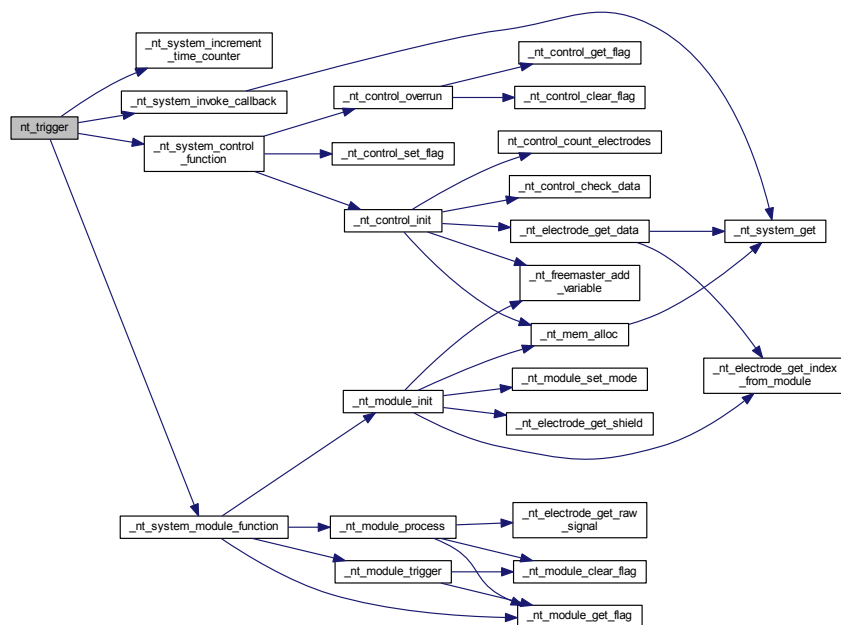 _nt_system_increment
_time_counter
_nt_control_get_flag
_nt_system_invoke_callback
_nt_control_overrun
_nt_control_clear_flag
nt_trigger
_nt_system_control
_function
_nt_control_set_flag
nt_control_count_electrodes
_nt_control_check_data
_nt_control_init
_nt_electrode_get_data
_nt_system_get
_nt_freemaster_add
_variable
_nt_mem_alloc
_nt_electrode_get_index
_from_module
_nt_module_set_mode
_nt_module_init
_nt_electrode_get_shield
_nt_system_module_function
_nt_module_process
_nt_electrode_get_raw
_signal
_nt_module_trigger
_nt_module_clear_flag
_nt_module_get_flag